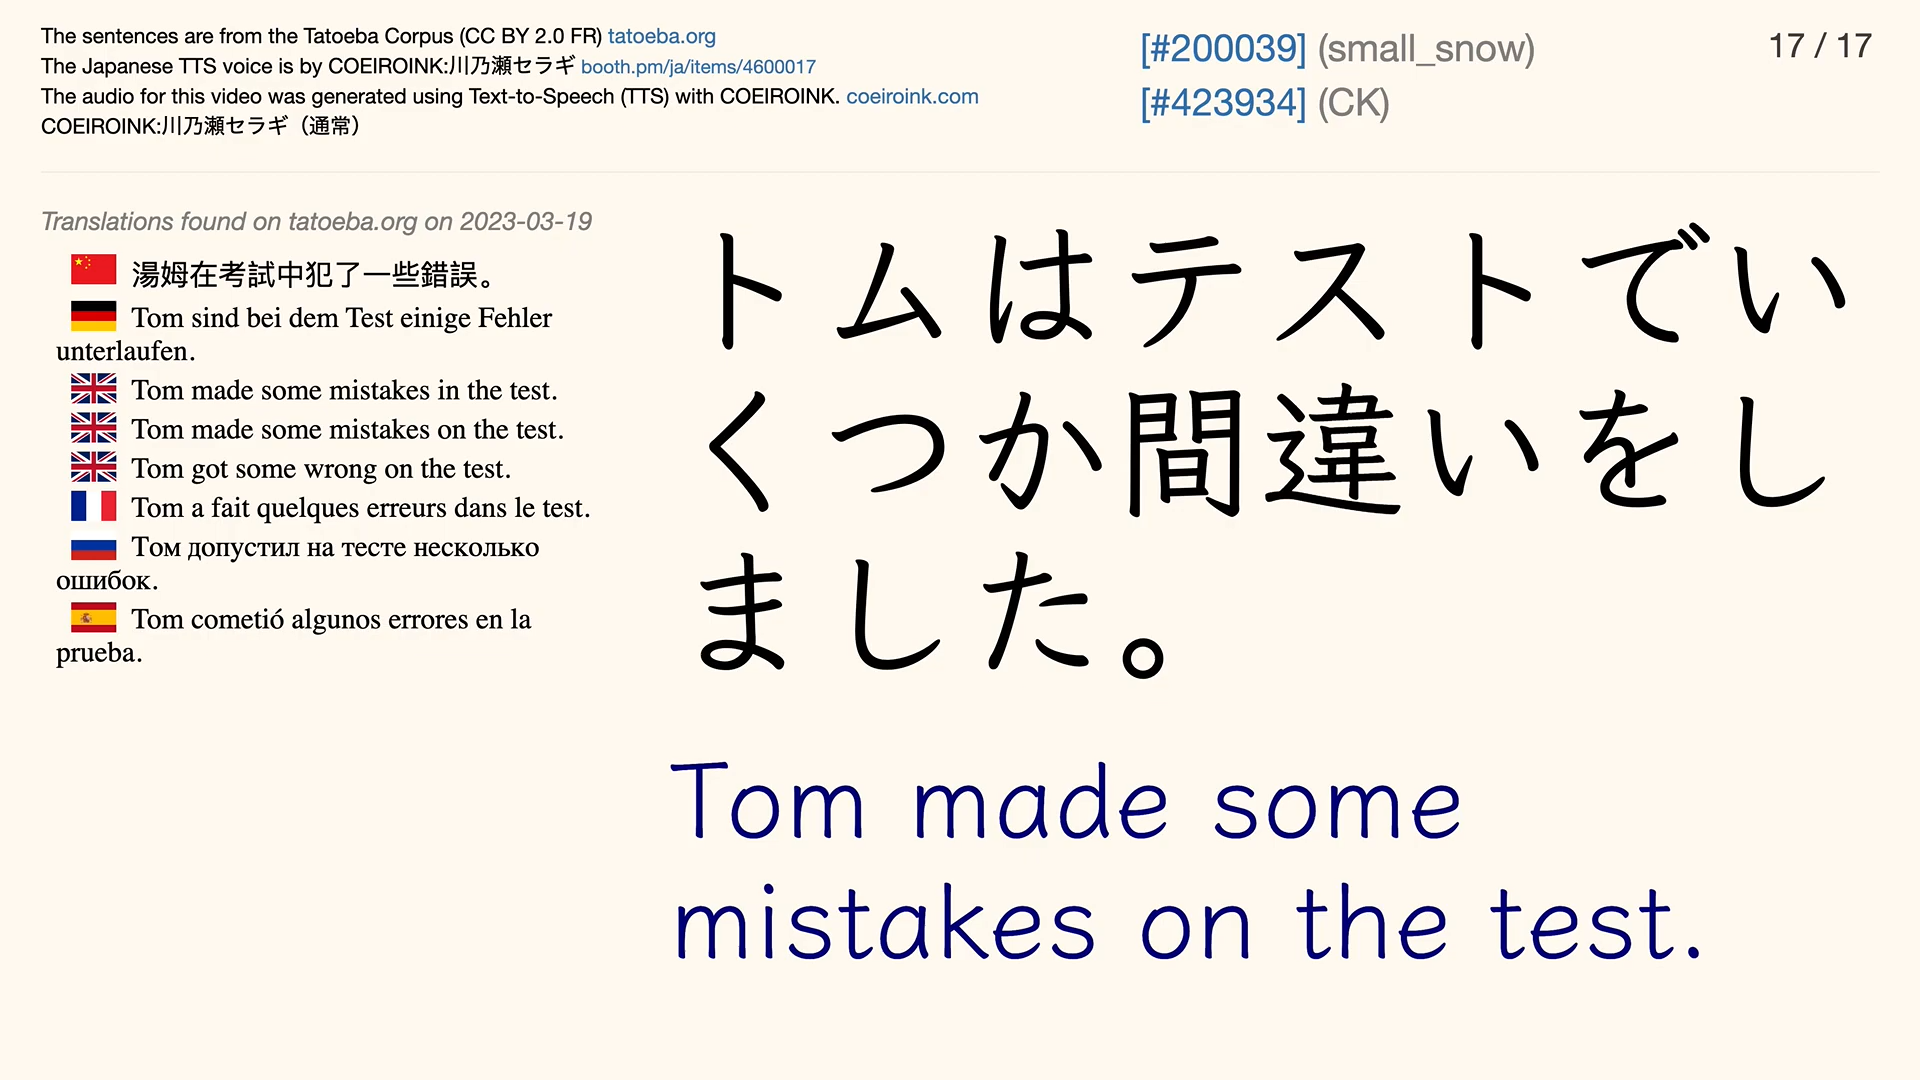 The sentences are from the Tatoeba Corpus (CC BY 2.0 FR) tatoeba.org
The Japanese TTS voice is by COEIROINK:川乃瀬セラギ booth.pm/ja/items/4600017
The audio for this video was generated using Text-to-Speech (TTS) with COEIROINK. coeiroink.com
COEIROINK:川乃瀬セラギ（通常）
[#200039] (small_snow)
[#423934] (CK)
17 / 17
Translations found on tatoeba.org on 2023-03-19
湯姆在考試中犯了一些錯誤。
Tom sind bei dem Test einige Fehler
unterlaufen.
Tom made some mistakes in the test.
Tom made some mistakes on the test.
Tom got some wrong on the test.
Tom a fait quelques erreurs dans le test.
Том допустил на тесте несколько
ошибок.
Tom cometió algunos errores en la
prueba.
トムはテストでい
くつか間違いをし
ました。
Tom made some
mistakes on the test.